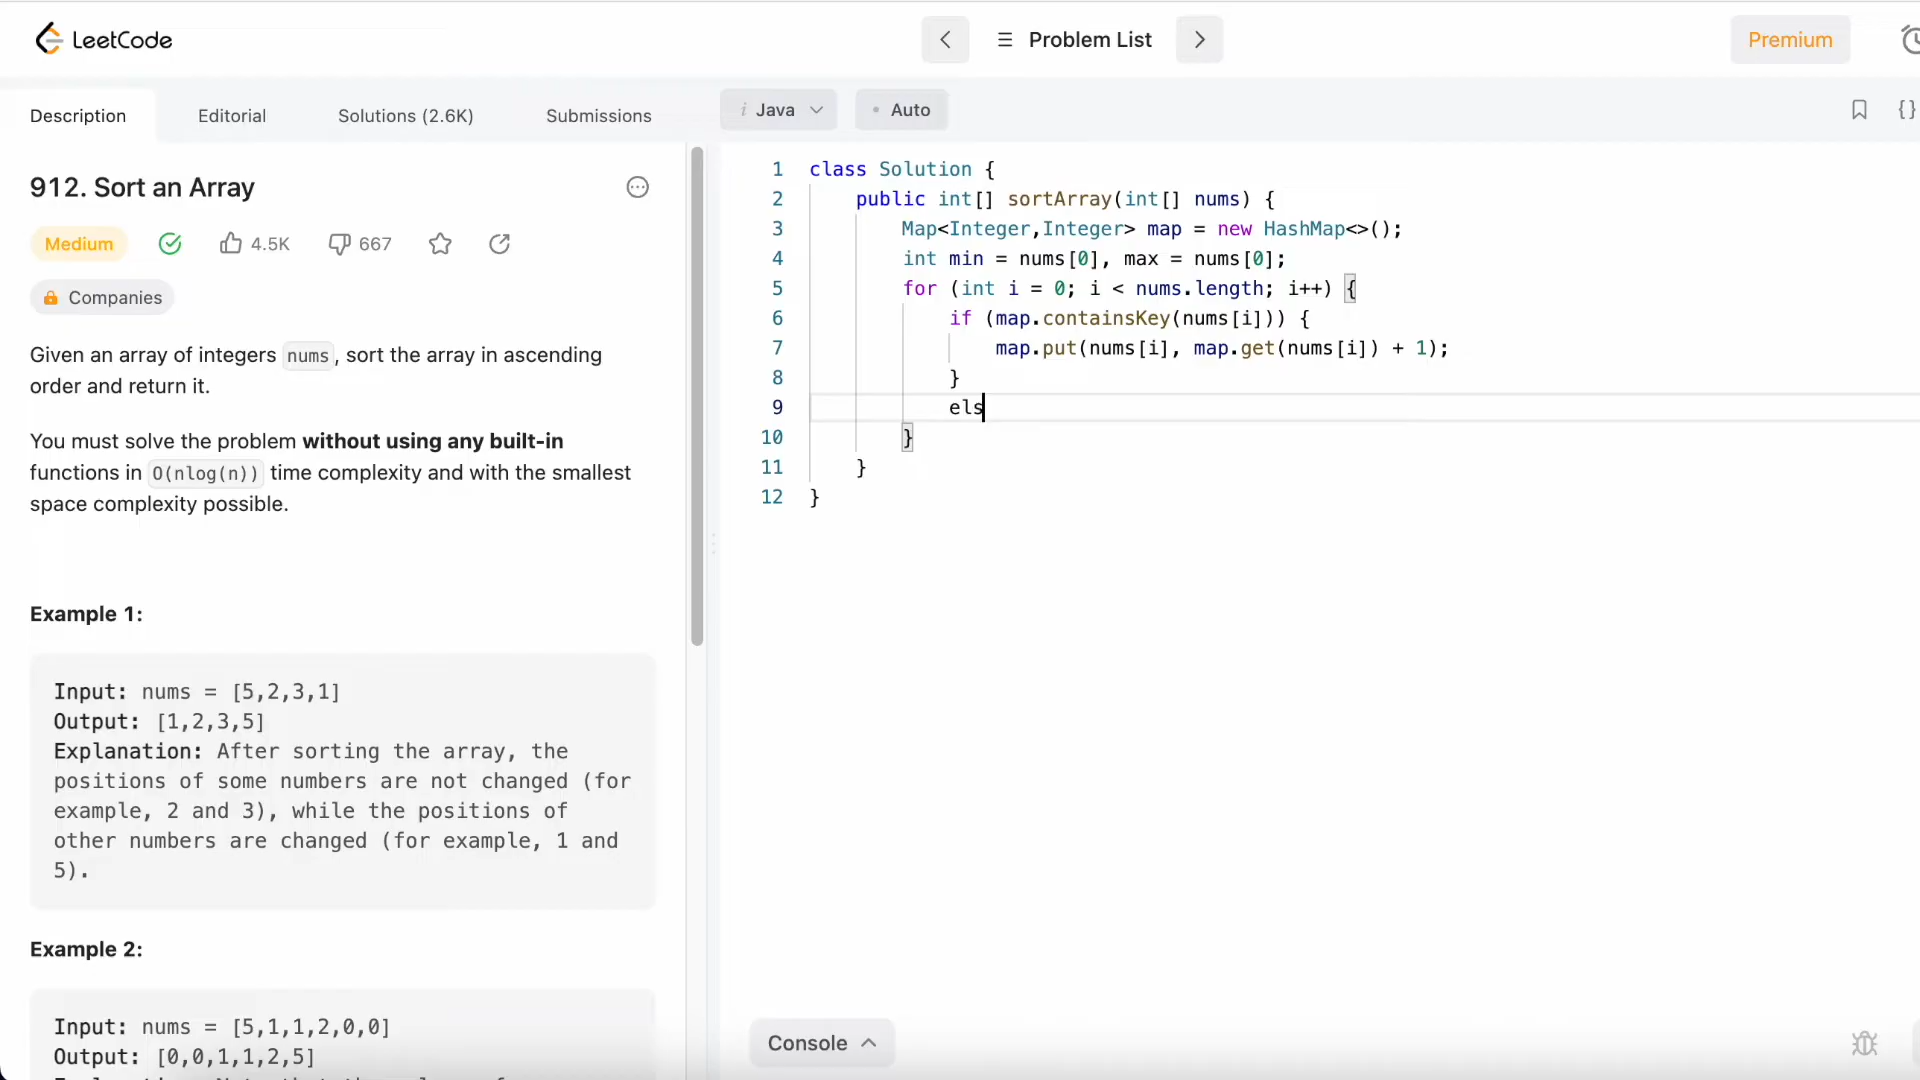 LeetCode
Problem List
Premium
Description
Editorial
Solutions (2.6K)
Submissions
i Java
Auto
{}
912. Sort an Array
Medium
4.5K
667
Companies
Given an array of integers nums, sort the array in ascending
order and return it.
You must solve the problem without using any built-in
functions in O(nlog(n)) time complexity and with the smallest
space complexity possible.
Example 1:
Input: nums = [5,2,3,1]
Output: [1,2,3,5]
Explanation: After sorting the array, the
positions of some numbers are not changed (for
example, 2 and 3), while the positions of
other numbers are changed (for example, 1 and
5).
Example 2:
Input: nums = [5,1,1,2,0,0]
Output: [0,0,1,1,2,5]
1 class Solution {
2 public int[] sortArray(int[] nums) {
3 Map<Integer,Integer> map = new HashMap<>();
4 int min = nums[0], max = nums[0];
5 for (int i = 0; i < nums.length; i++) {
6 if (map.containsKey(nums[i])) {
7 map.put(nums[i], map.get(nums[i]) + 1);
8 }
9 els
10 }
11 }
12 }
Console